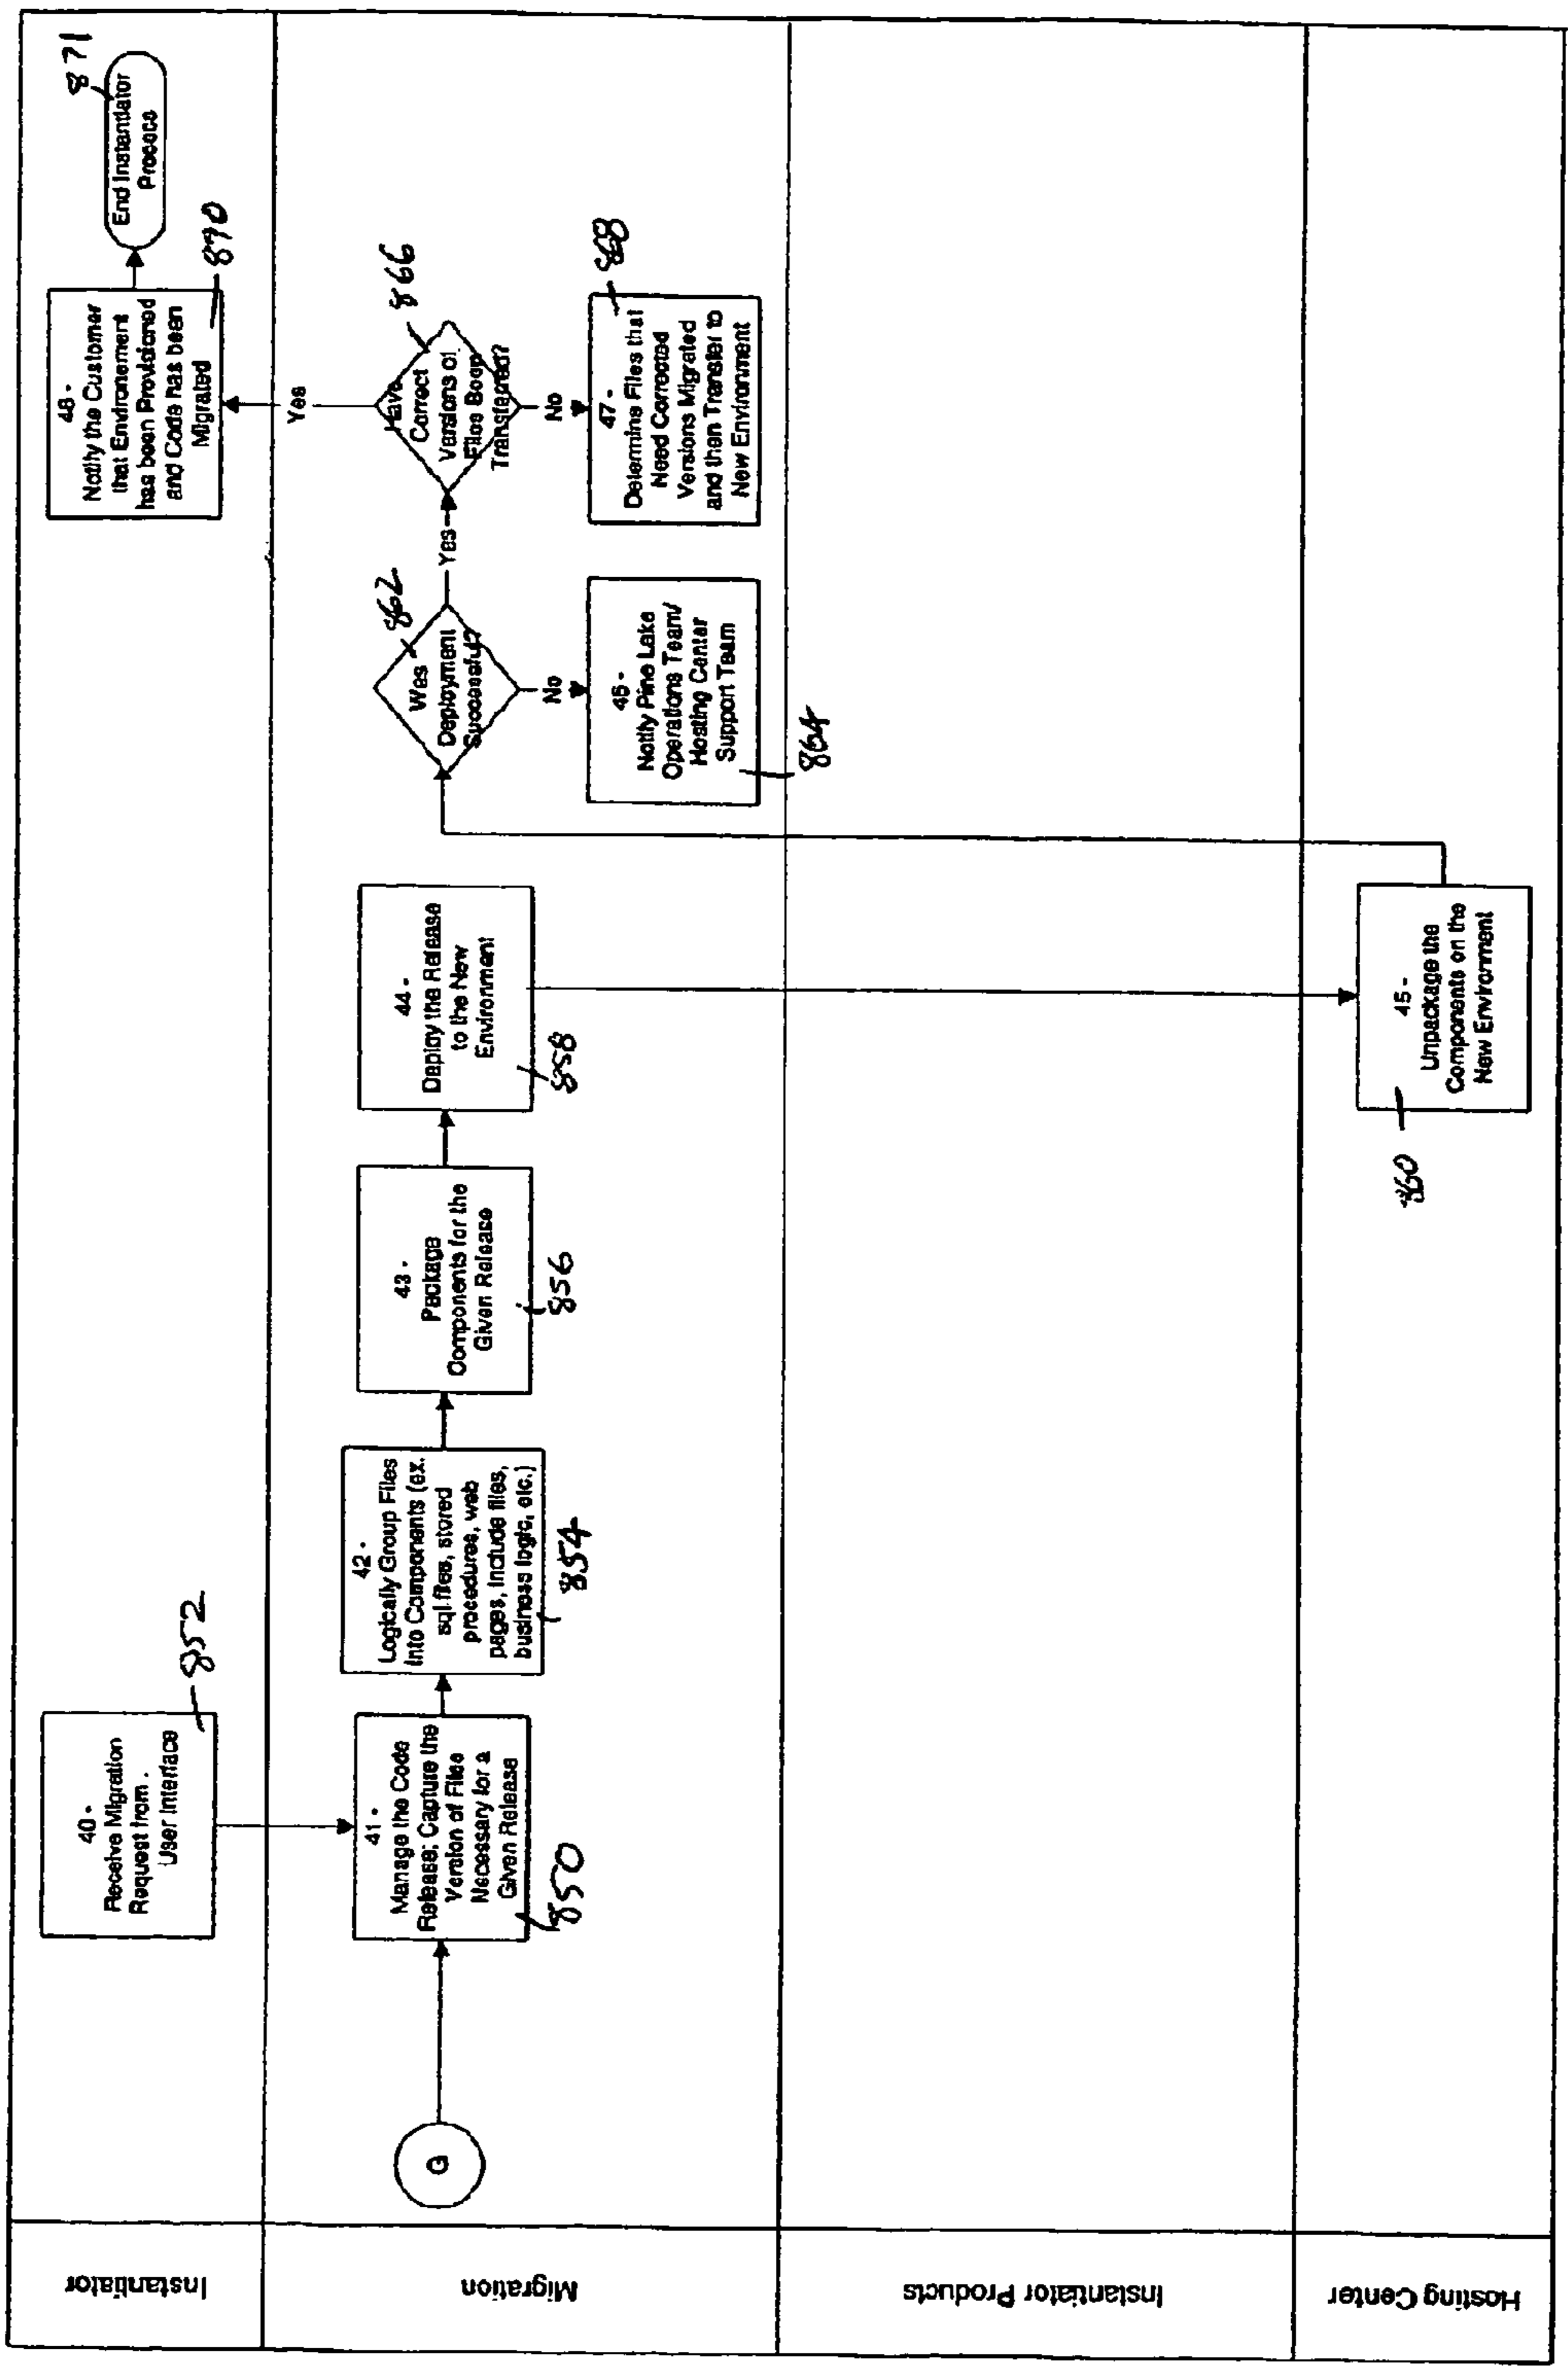 Instantiator
40 -
Receive Migration
Request from .
User Interface
852
48 -
Notify the Customer
that Environement
has been Provisioned
and Code has been
Migrated
870
End Instantiator
Process
871
Migration
G
41 -
Manage the Code
Release; Capture the
Version of Files
Necessary for a
Given Release
850
42 -
Logically Group Files
Into Components (ex.
sql files, stored
procedures, web
pages, include files,
business logic, etc.)
854
43 -
Package
Components for the
Given Release
856
44 -
Deploy the Release
to the New
Environment
858
Was
Deployment
Successful?
862
Yes
No
46 -
Notify Pine Lake
Operations Team/
Hosting Center
Support Team
864
Have
Correct
Versions of
Files Been
Transferred?
866
Yes
No
47 -
Determine Files that
Need Corrected
Versions Migrated
and then Transfer to
New Environment
868
Instantiator Products
Hosting Center
45 -
Unpackage the
Components on the
New Environment
860